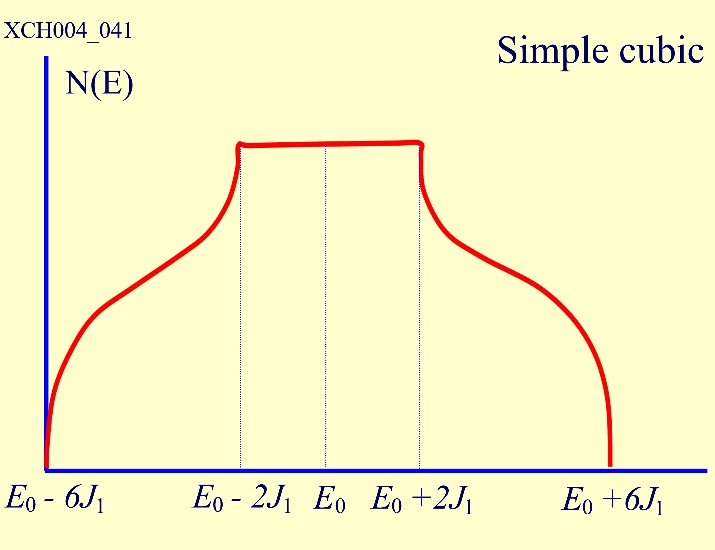 XCH004_041
Simple cubic
N(E)
E₀ - 6J₁
E₀ - 2J₁
E₀
E₀ +2J₁
E₀ +6J₁